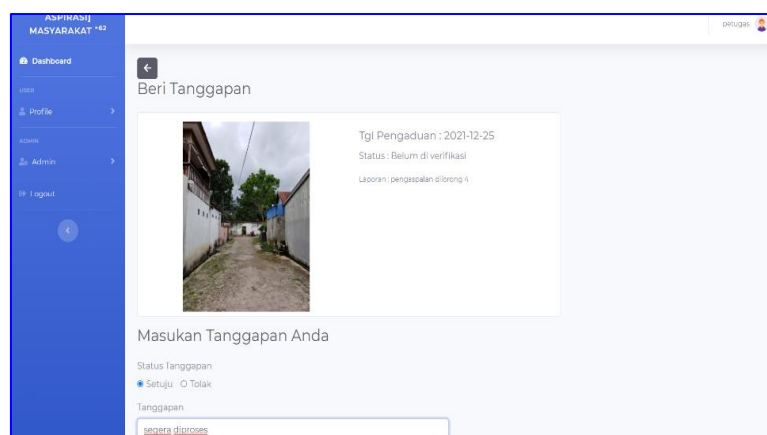 ASPIRASI]
MASYARAKAT +62
petugas
Dashboard
USER
Profile
ADMIN
Admin
Logout
Beri Tanggapan
Tgl Pengaduan : 2021-12-25
Status : Belum di verifikasi
Laporan : pengaspalan dilorong 4
Masukan Tanggapan Anda
Status Tanggapan
Setuju
Tolak
Tanggapan
segera diproses